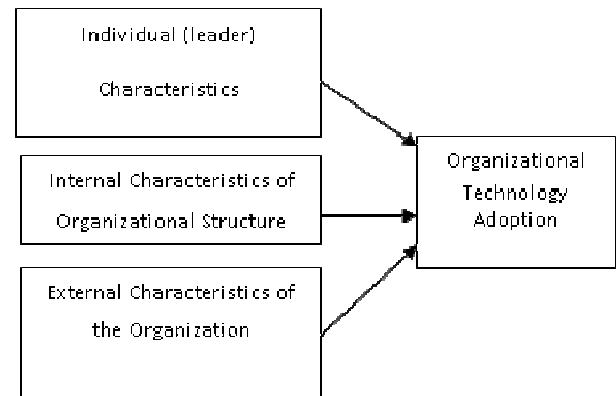 Individual (leader)
Characteristics
Internal Characteristics of
Organizational Structure
External Characteristics of
the Organization
Organizational
Technology
Adoption